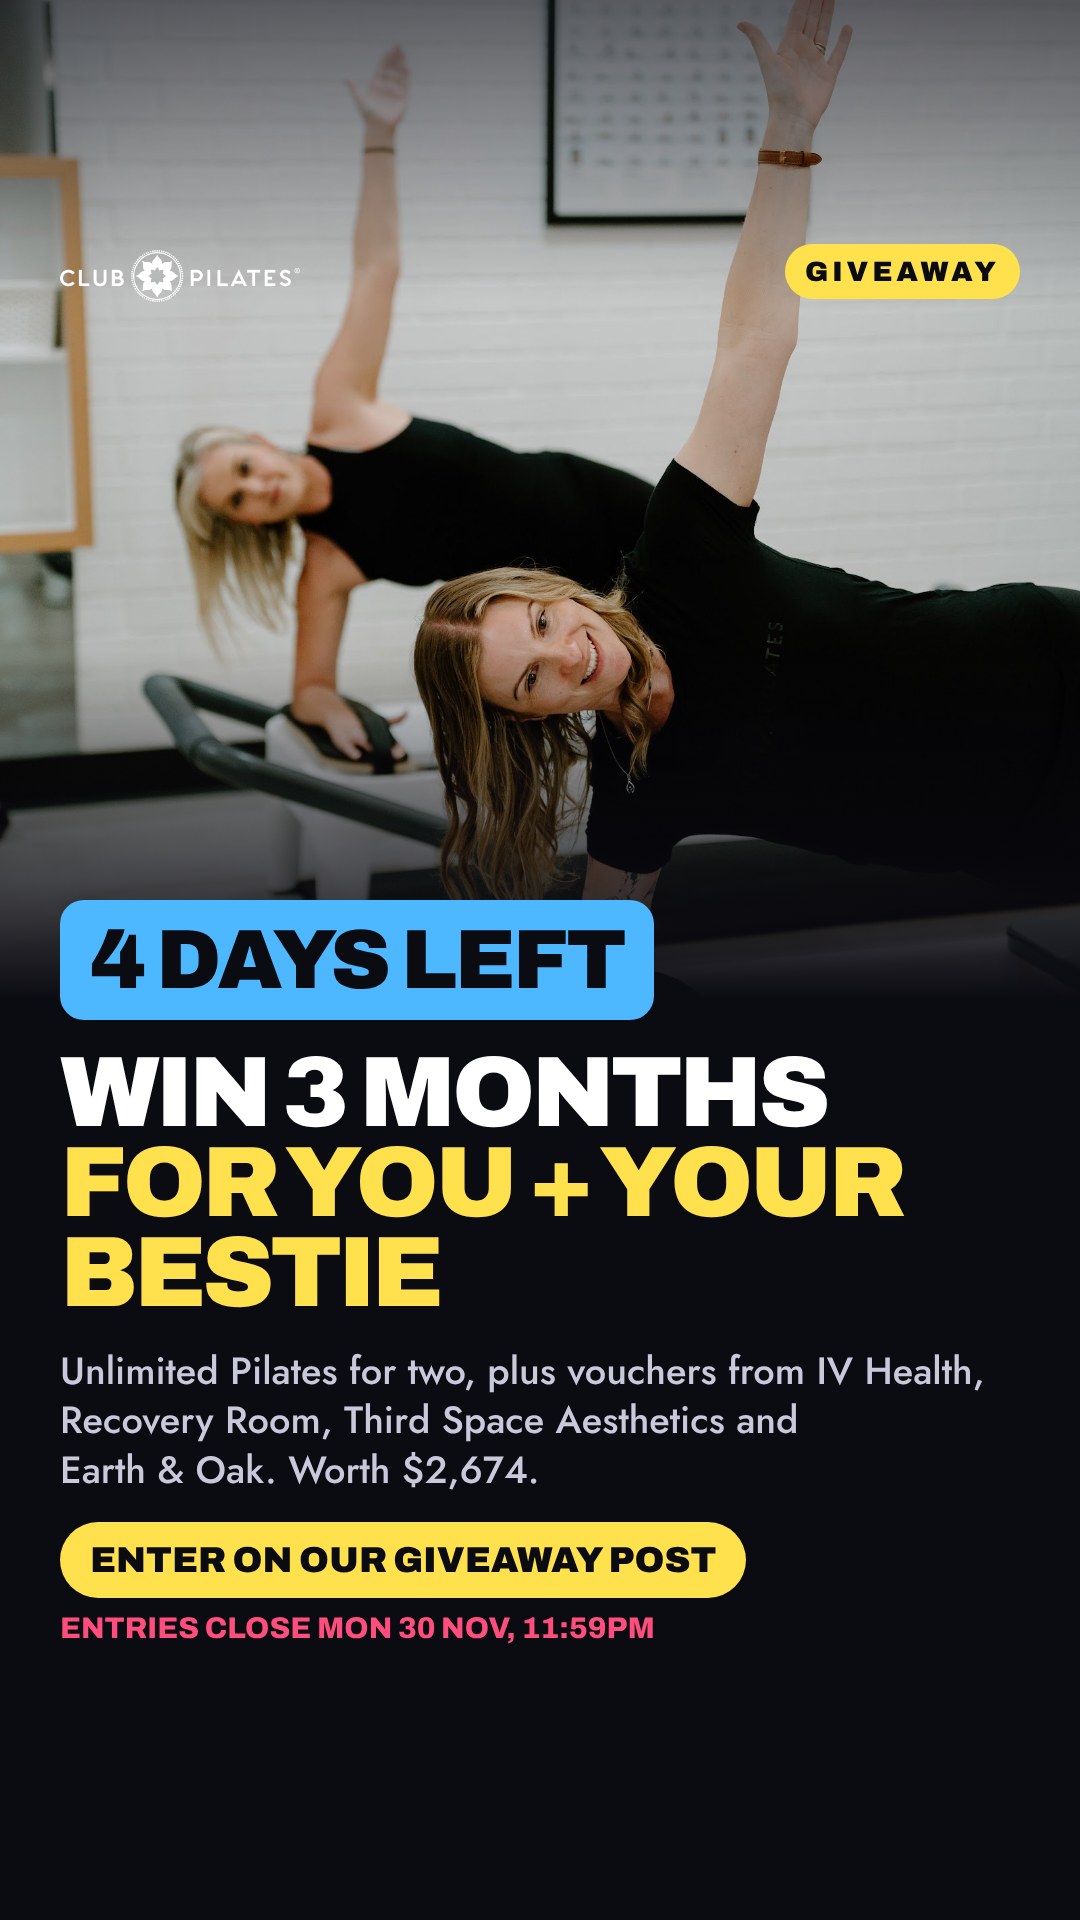 CLUB PILATES®
GIVEAWAY
ATES
4 DAYS LEFT
WIN 3 MONTHS
FOR YOU + YOUR
BESTIE
Unlimited Pilates for two, plus vouchers from IV Health,
Recovery Room, Third Space Aesthetics and
Earth & Oak. Worth $2,674.
ENTER ON OUR GIVEAWAY POST
ENTRIES CLOSE MON 30 NOV, 11:59PM